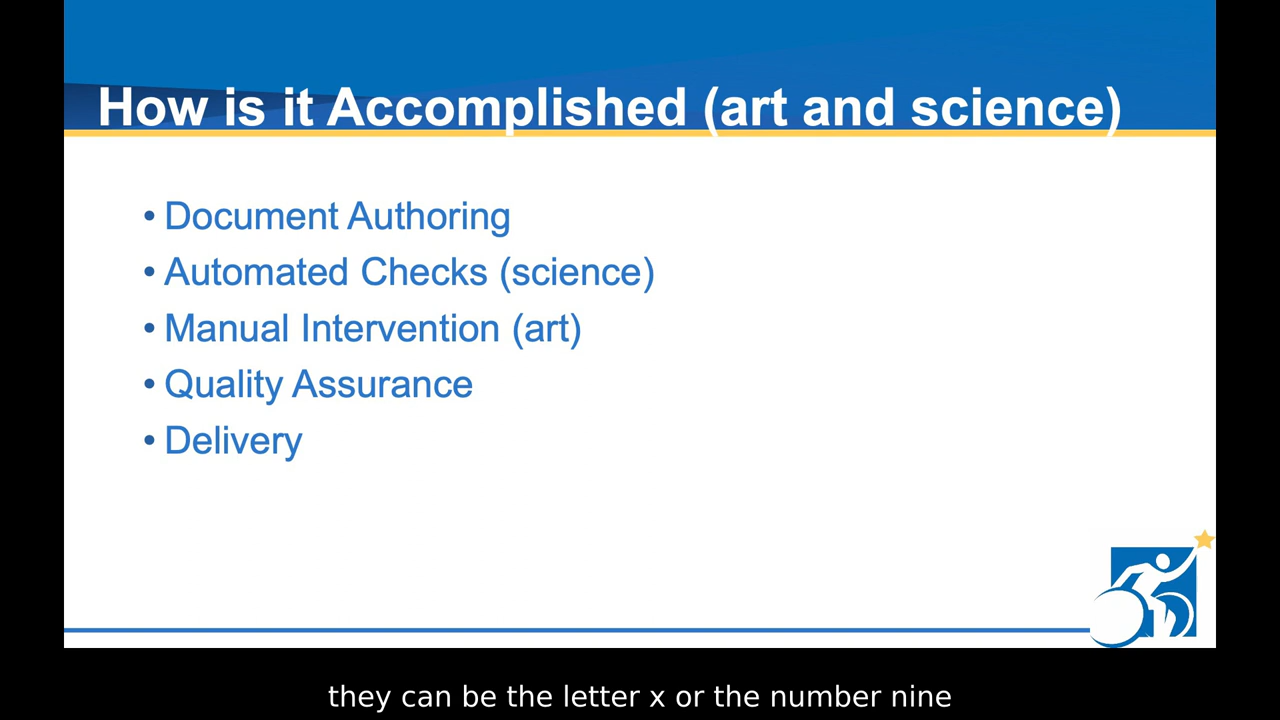 How is it Accomplished (art and science)
• Document Authoring
• Automated Checks (science)
• Manual Intervention (art)
• Quality Assurance
• Delivery
they can be the letter x or the number nine